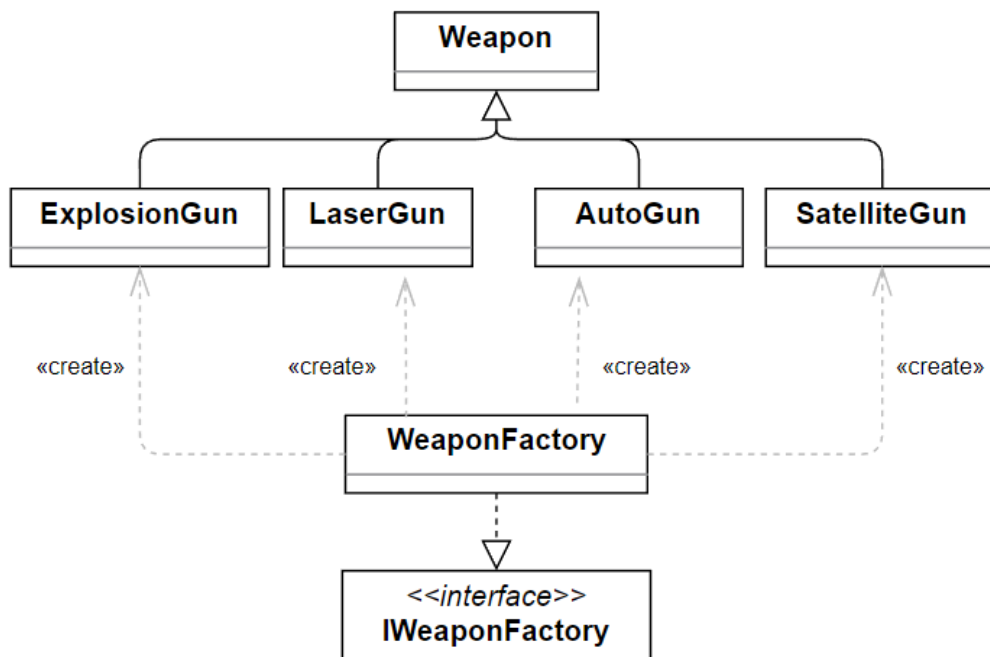 Weapon
ExplosionGun
LaserGun
AutoGun
SatelliteGun
«create»
«create»
«create»
«create»
WeaponFactory
<<interface>>
IWeaponFactory